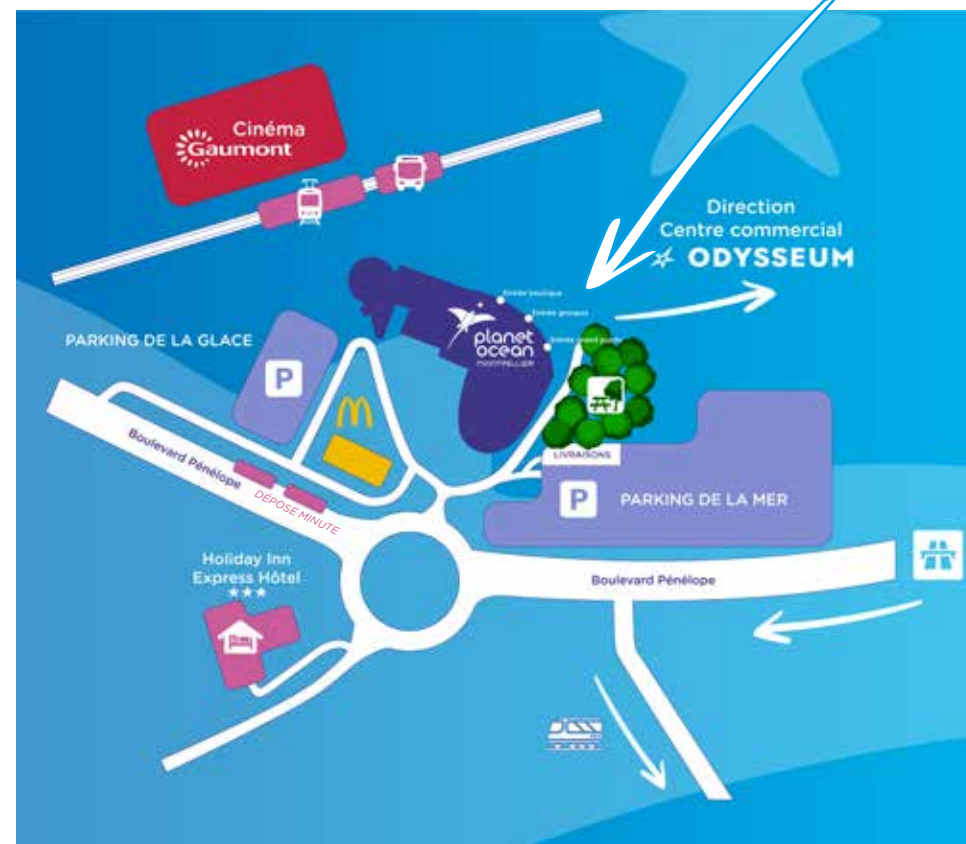 Cinéma
Gaumont
Direction
Centre commercial
ODYSSEUM
Entrée boutique
Entrée groupes
planet
ocean
MONTPELLIER
PARKING DE LA GLACE
P
Boulevard Pénélope
DÉPOSE MINUTE
LIVRAISONS
P
PARKING DE LA MER
Holiday Inn
Express Hôtel
★★★
Boulevard Pénélope